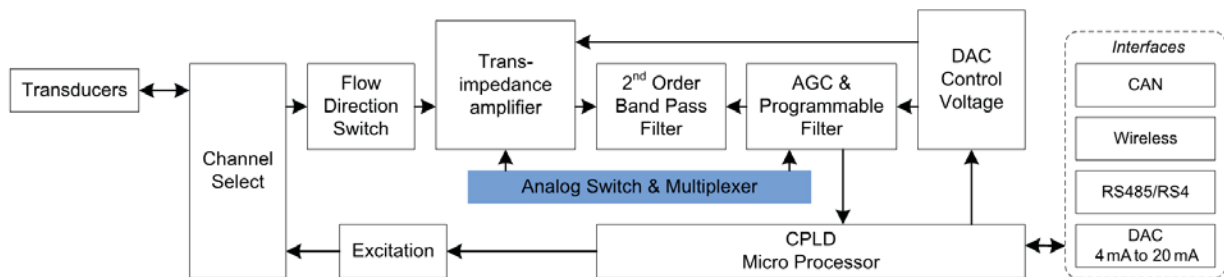 Transducers
Channel
Select
Flow
Direction
Switch
Trans-
impedance
amplifier
2nd Order
Band Pass
Filter
AGC &
Programmable
Filter
DAC
Control
Voltage
Analog Switch & Multiplexer
Excitation
CPLD
Micro Processor
Interfaces
CAN
Wireless
RS485/RS4
DAC
4 mA to 20 mA